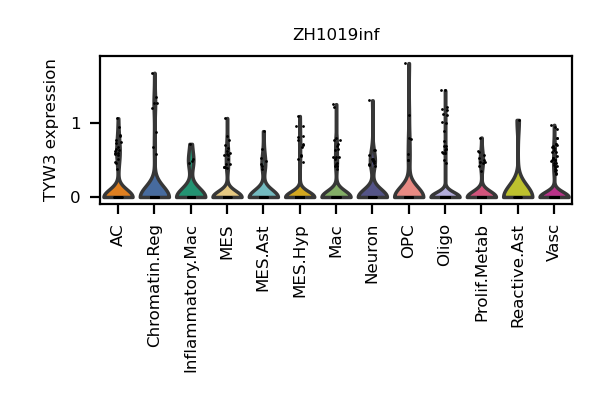 ZH1019inf
TYW3 expression
1
0
AC
Chromatin.Reg
Inflammatory.Mac
MES
MES.Ast
MES.Hyp
Mac
Neuron
OPC
Oligo
Prolif.Metab
Reactive.Ast
Vasc